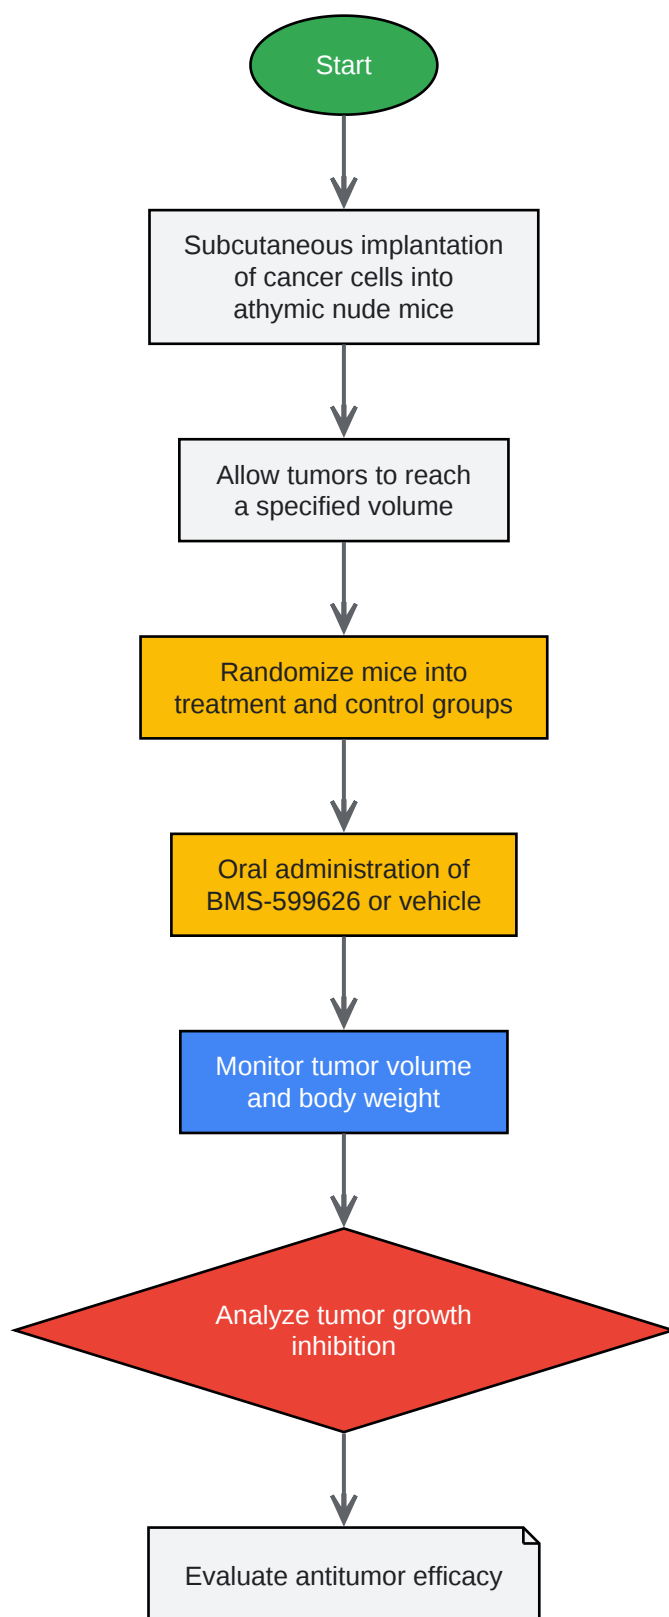 Start
Subcutaneous implantation
of cancer cells into
athymic nude mice
Allow tumors to reach
a specified volume
Randomize mice into
treatment and control groups
Oral administration of
BMS-599626 or vehicle
Monitor tumor volume
and body weight
Analyze tumor growth
inhibition
Evaluate antitumor efficacy